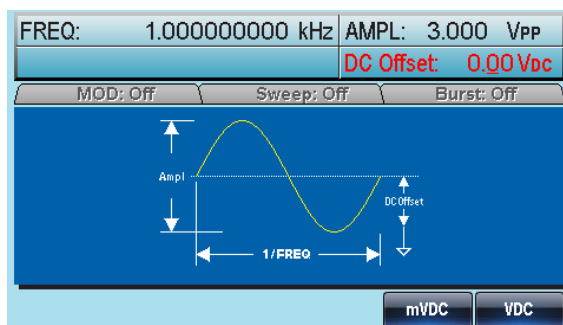 FREQ: 1.000000000 kHz AMPL: 3.000 VPP
DC Offset: 0.00 VDC
MOD: Off Sweep: Off Burst: Off
Ampl
DC Offset
1/FREQ
mVDC VDC